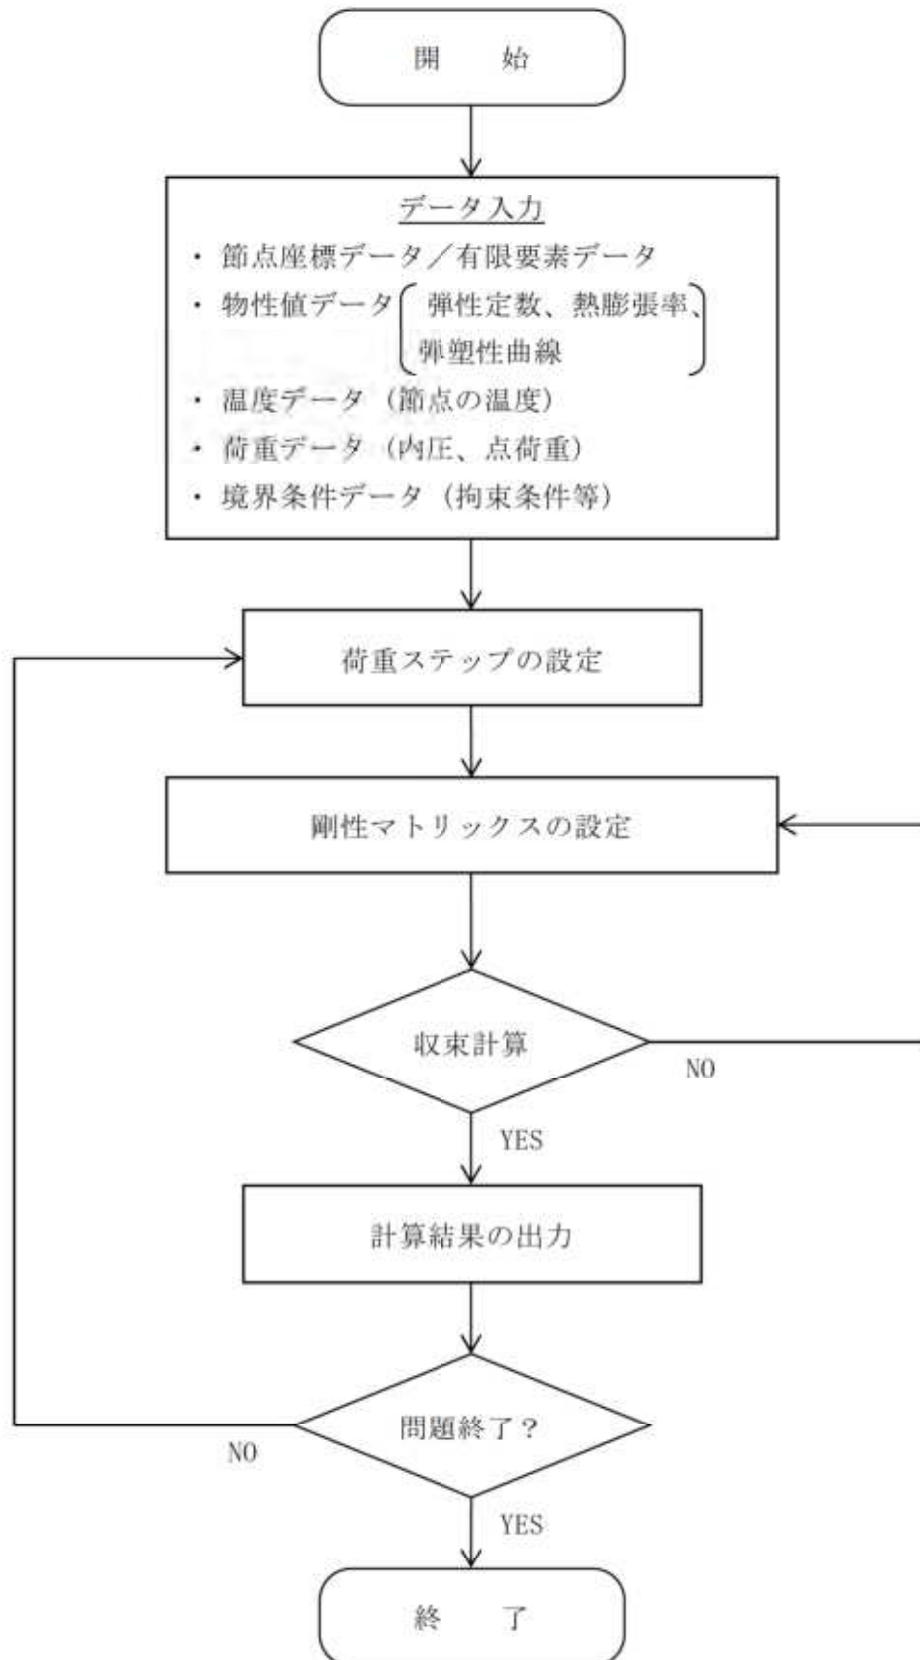 開　始
データ入力
・ 節点座標データ／有限要素データ
・ 物性値データ 弾性定数、熱膨張率、
弾塑性曲線
・ 温度データ（節点の温度）
・ 荷重データ（内圧、点荷重）
・ 境界条件データ（拘束条件等）
荷重ステップの設定
剛性マトリックスの設定
収束計算
NO
YES
計算結果の出力
問題終了？
NO
YES
終　了